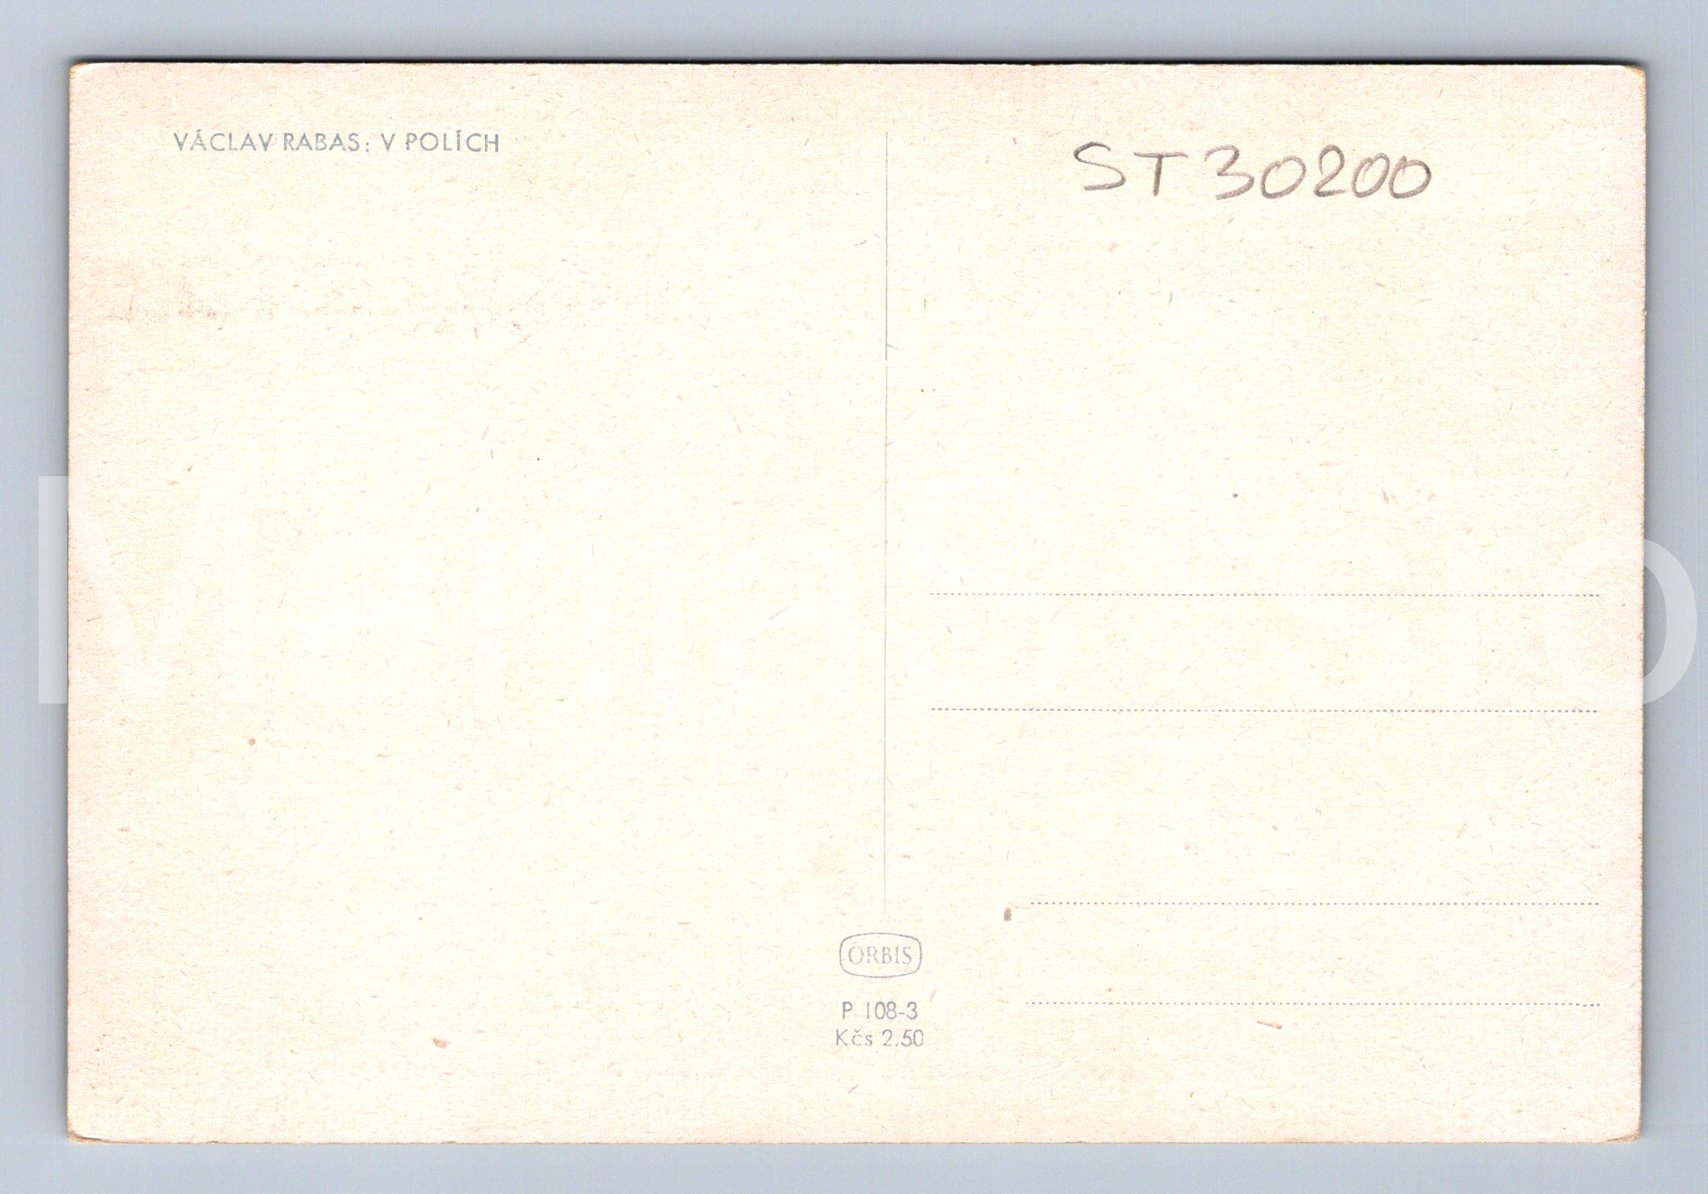 VÁCLAV RABAS: V POLÍCH
ST30200
ORBIS
P 108-3
Kčs 2.50